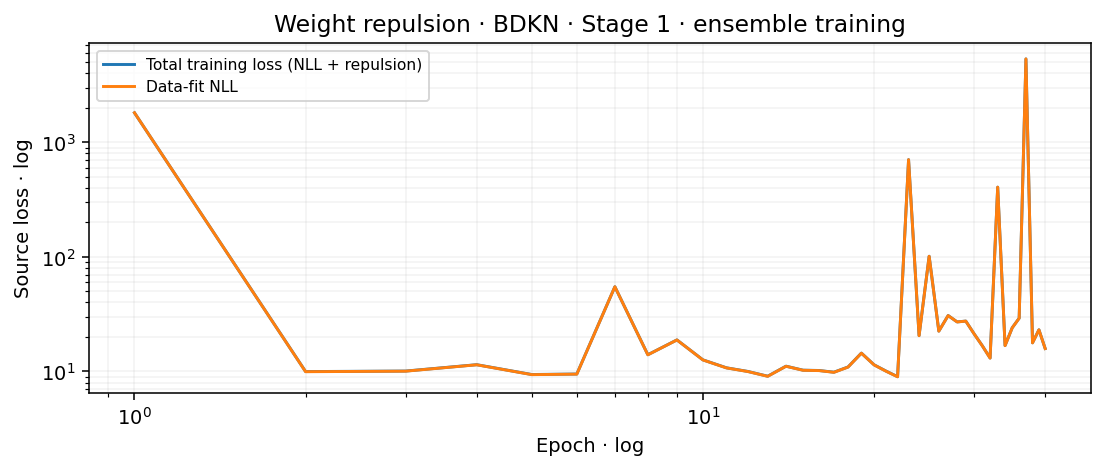 Weight repulsion · BDKN · Stage 1 · ensemble training
Total training loss (NLL + repulsion)
Data-fit NLL
Source loss · log
10³
10²
10¹
10⁰
10¹
Epoch · log